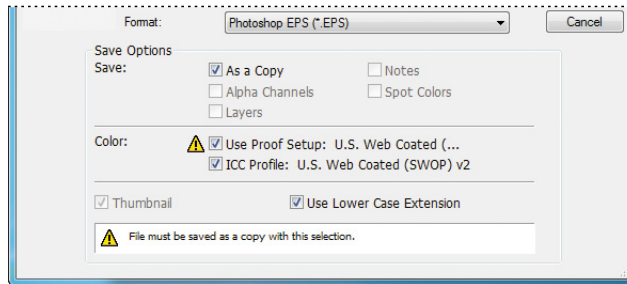 Format: Photoshop EPS (*.EPS) Cancel
Save Options
Save: As a Copy Notes
Alpha Channels Spot Colors
Layers
Color: Use Proof Setup: U.S. Web Coated (...
ICC Profile: U.S. Web Coated (SWOP) v2
Thumbnail Use Lower Case Extension
File must be saved as a copy with this selection.